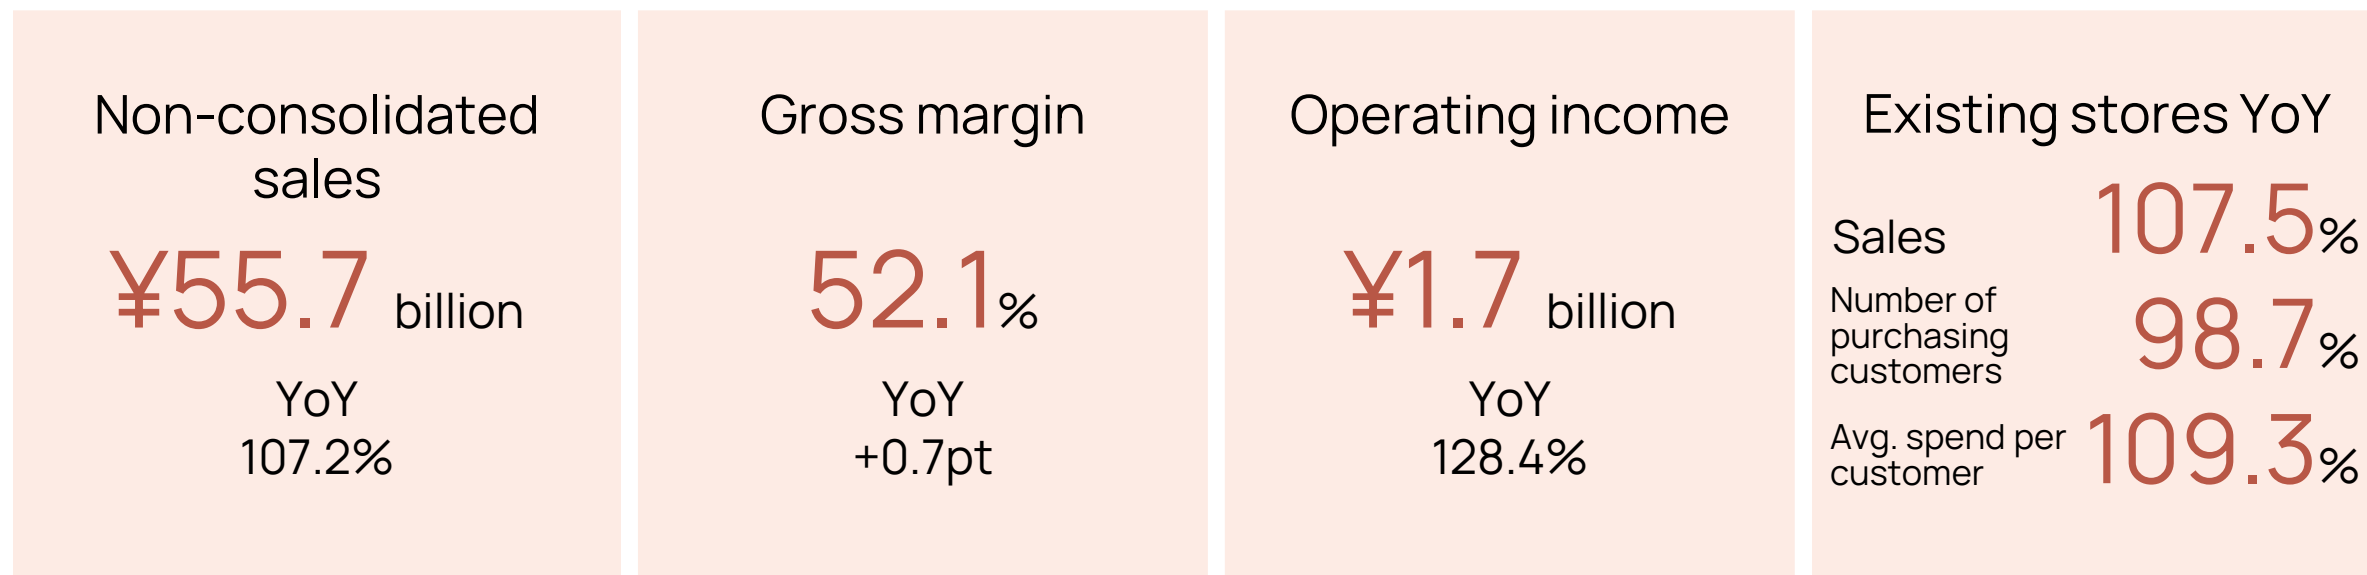 Non-consolidated
sales
¥55.7 billion
YoY
107.2%
Gross margin
52.1%
YoY
+0.7pt
Operating income
¥1.7 billion
YoY
128.4%
Existing stores YoY
Sales 107.5%
Number of
purchasing
customers
98.7%
Avg. spend per
customer
109.3%